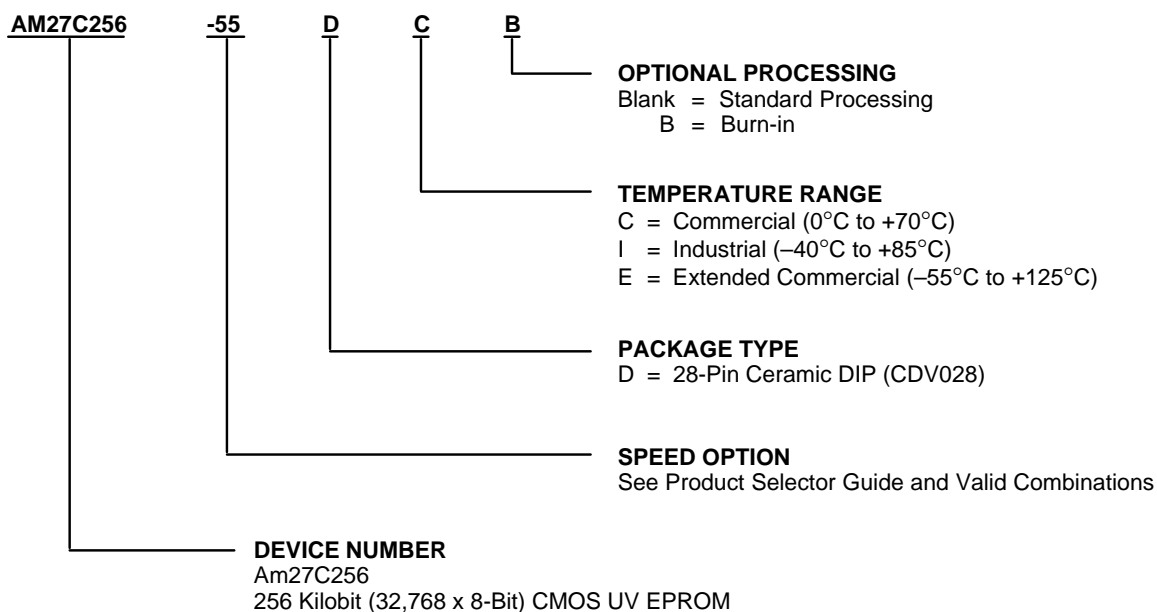 AM27C256 -55 D C B
OPTIONAL PROCESSING
Blank = Standard Processing
B = Burn-in
TEMPERATURE RANGE
C = Commercial (0°C to +70°C)
I = Industrial (–40°C to +85°C)
E = Extended Commercial (–55°C to +125°C)
PACKAGE TYPE
D = 28-Pin Ceramic DIP (CDV028)
SPEED OPTION
See Product Selector Guide and Valid Combinations
DEVICE NUMBER
Am27C256
256 Kilobit (32,768 x 8-Bit) CMOS UV EPROM